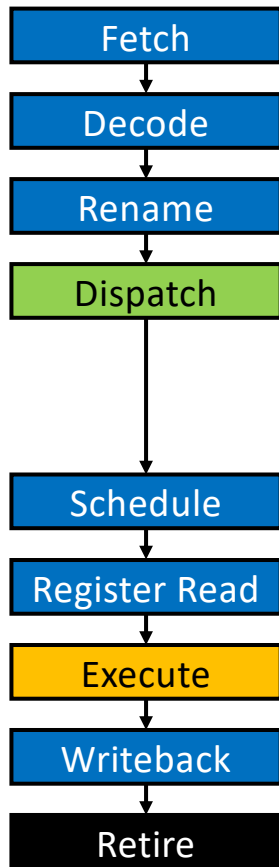 Fetch
Decode
Rename
Dispatch
Schedule
Register Read
Execute
Writeback
Retire